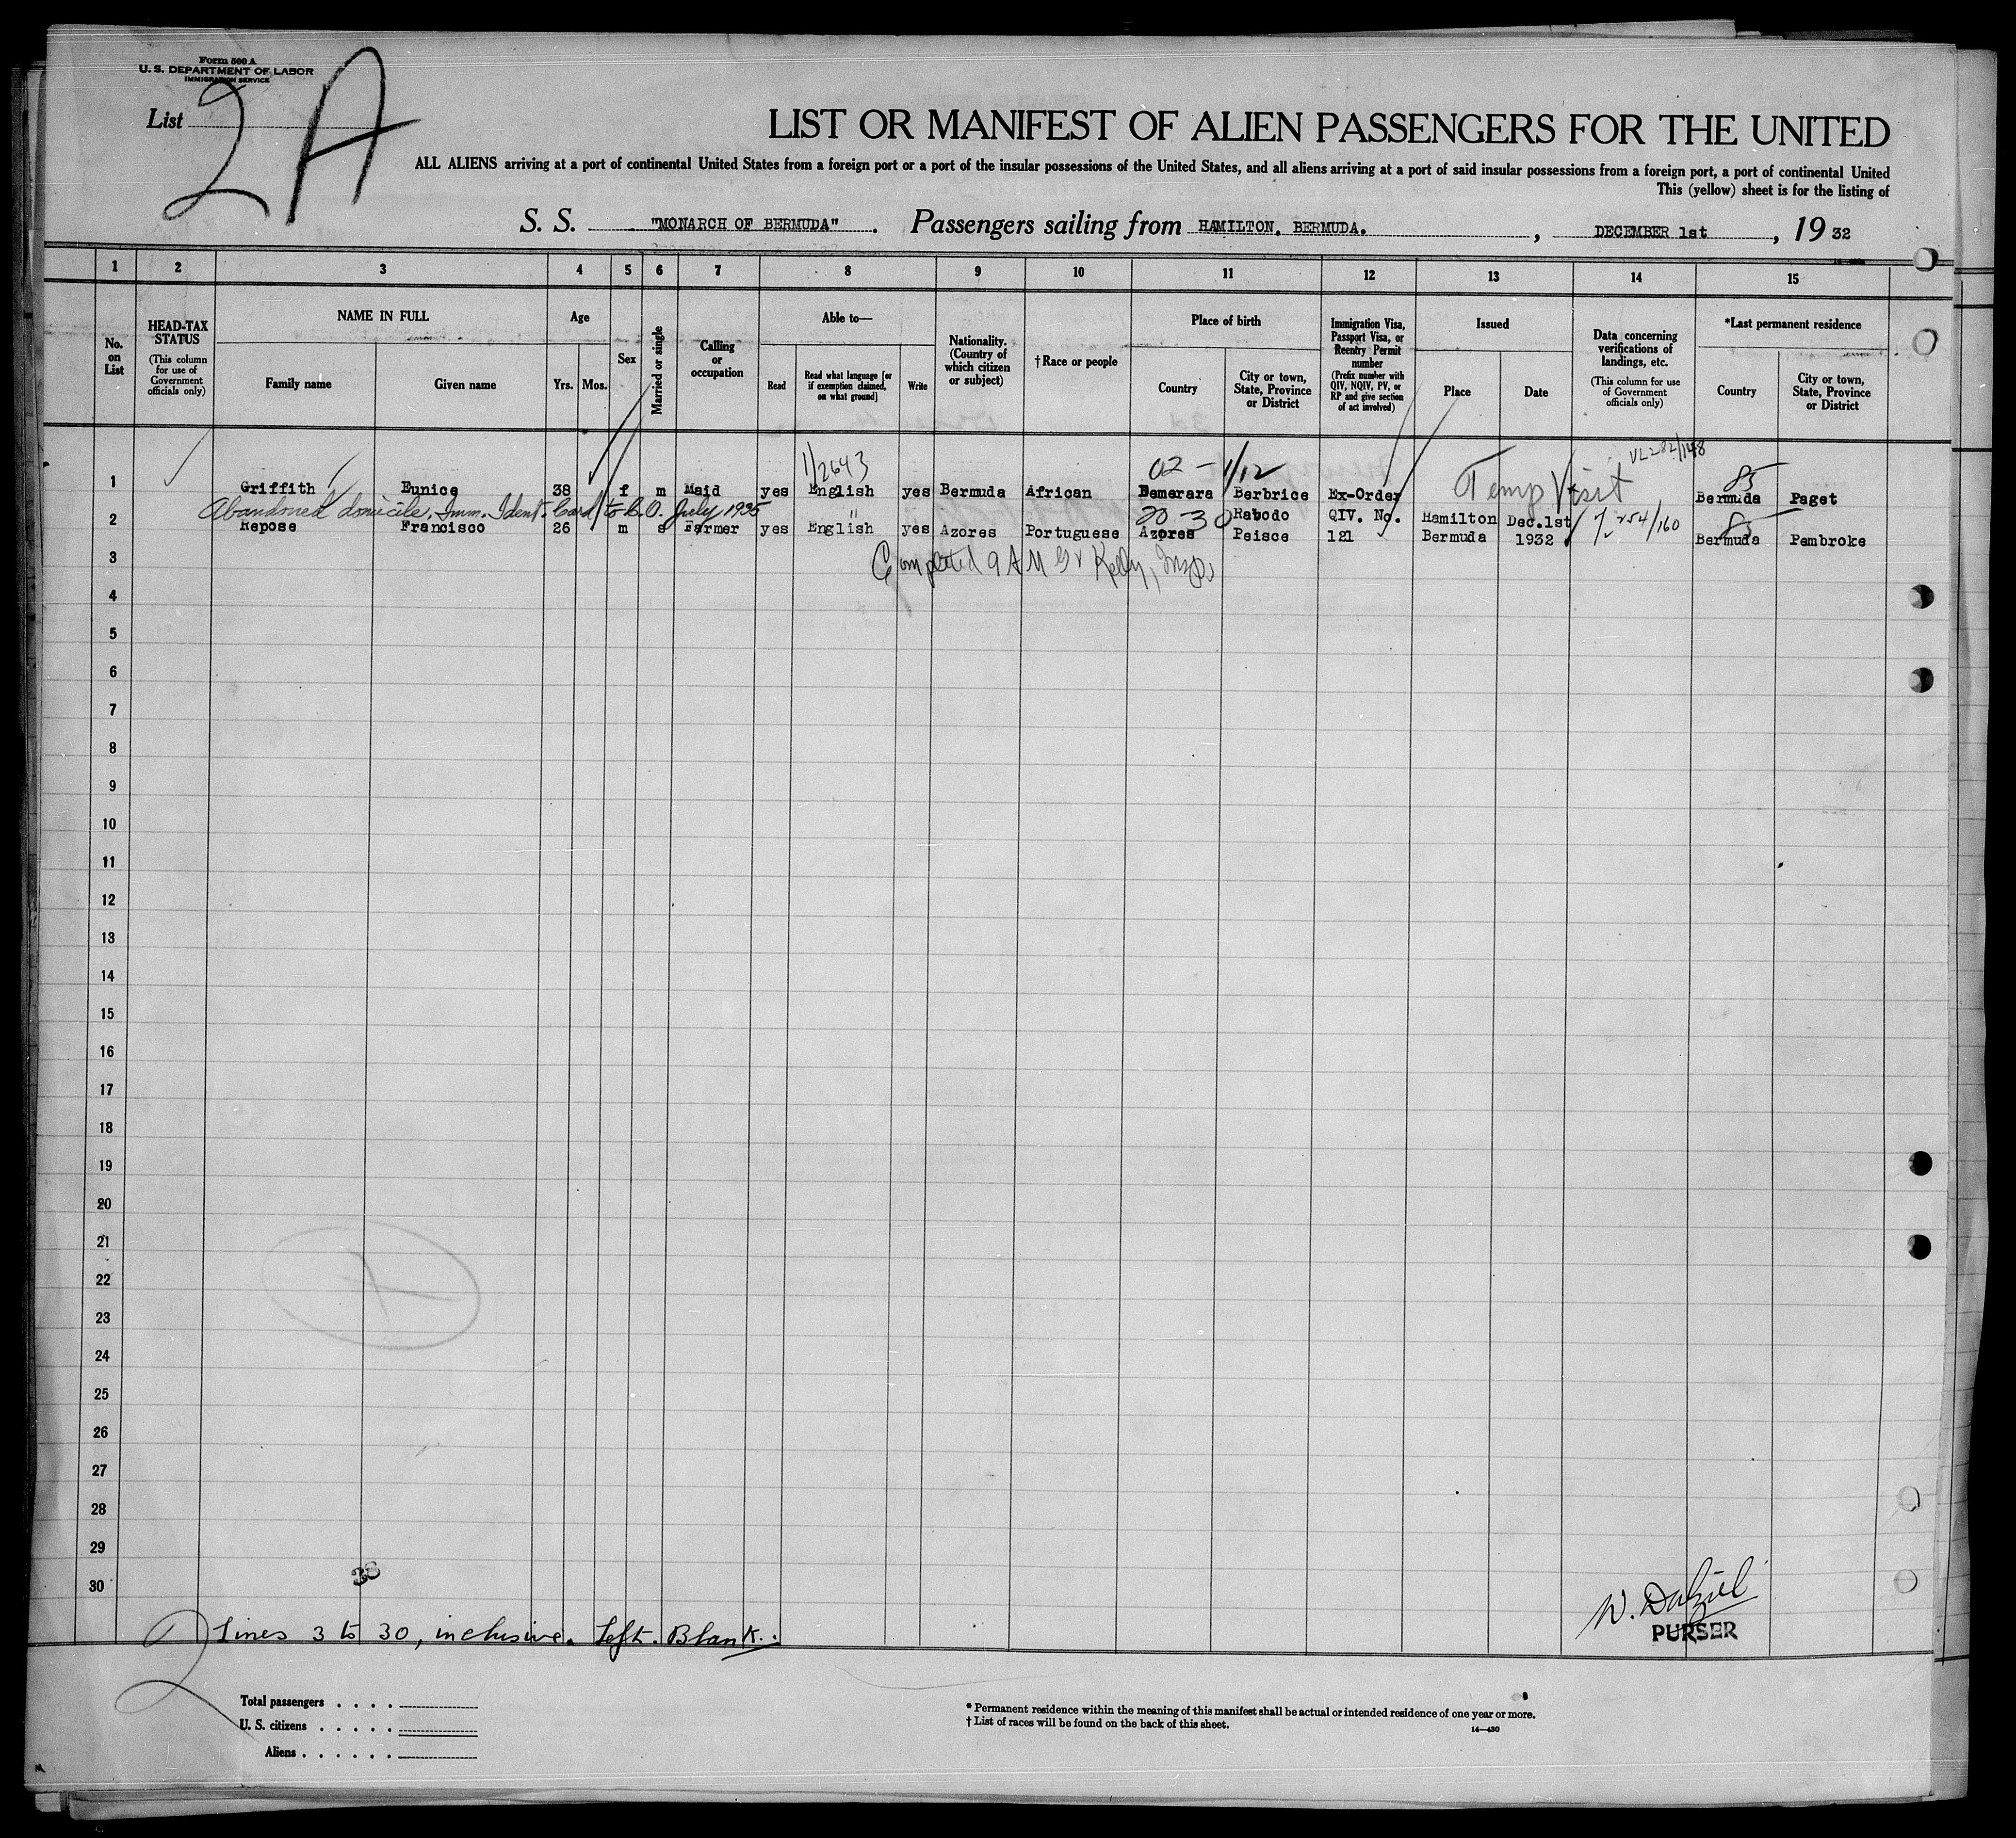 Form 500 A
U. S. DEPARTMENT OF LABOR
IMMIGRATION SERVICE
List 2A
LIST OR MANIFEST OF ALIEN PASSENGERS FOR THE UNITED
ALL ALIENS arriving at a port of continental United States from a foreign port or a port of the insular possessions of the United States, and all aliens arriving at a port of said insular possessions from a foreign port, a port of continental United
This (yellow) sheet is for the listing of
S. S. "MONARCH OF BERMUDA". Passengers sailing from HAMILTON, BERMUDA. , DECEMBER 1st , 19 32
1 2 3 4 5 6 7 8 9 10 11 12 13 14 15
No. on List
HEAD-TAX STATUS (This column for use of Government officials only)
NAME IN FULL
Family name
Given name
Age
Yrs. Mos.
Sex
Married or single
Calling or occupation
Able to—
Read
Read what language [or if exemption claimed, on what ground]
Write
Nationality. (Country of which citizen or subject)
† Race or people
Place of birth
Country
City or town, State, Province or District
Immigration Visa, Passport Visa, or Reentry Permit number (Prefix number with QIV, NQIV, PV, or RP and give section of act involved)
Issued
Place
Date
Data concerning verifications of landings, etc. (This column for use of Government officials only)
*Last permanent residence
Country
City or town, State, Province or District
1/2643 02 - 1/12 VL 282/148 85
1 Griffith Eunice 38 f m Maid yes English yes Bermuda African Demerara Berbrice Ex-Order Temp Visit Bermuda Paget
Abandoned domicile, Imm. Ident. Card to C.O. July 1935
20 - 30 Rabodo QIV. No. Hamilton Dec.1st 254/160 85
2 Repose Francisco 26 m s Farmer yes English yes Azores Portuguese Azores Peisce 121 Bermuda 1932 Bermuda Pembroke
3 Completed 9 AM Kelly, Insp.
4
5
6
7
8
9
10
11
12
13
14
15
16
17
18
19
20
21
22
23
24
25
26
27
28
29
30
38
Lines 3 to 30, inclusive. Left. Blank.
W. Dalziel
PURSER
Total passengers . . . .
U. S. citizens . . . . .
Aliens . . . . . .
* Permanent residence within the meaning of this manifest shall be actual or intended residence of one year or more.
† List of races will be found on the back of this sheet.
14—430